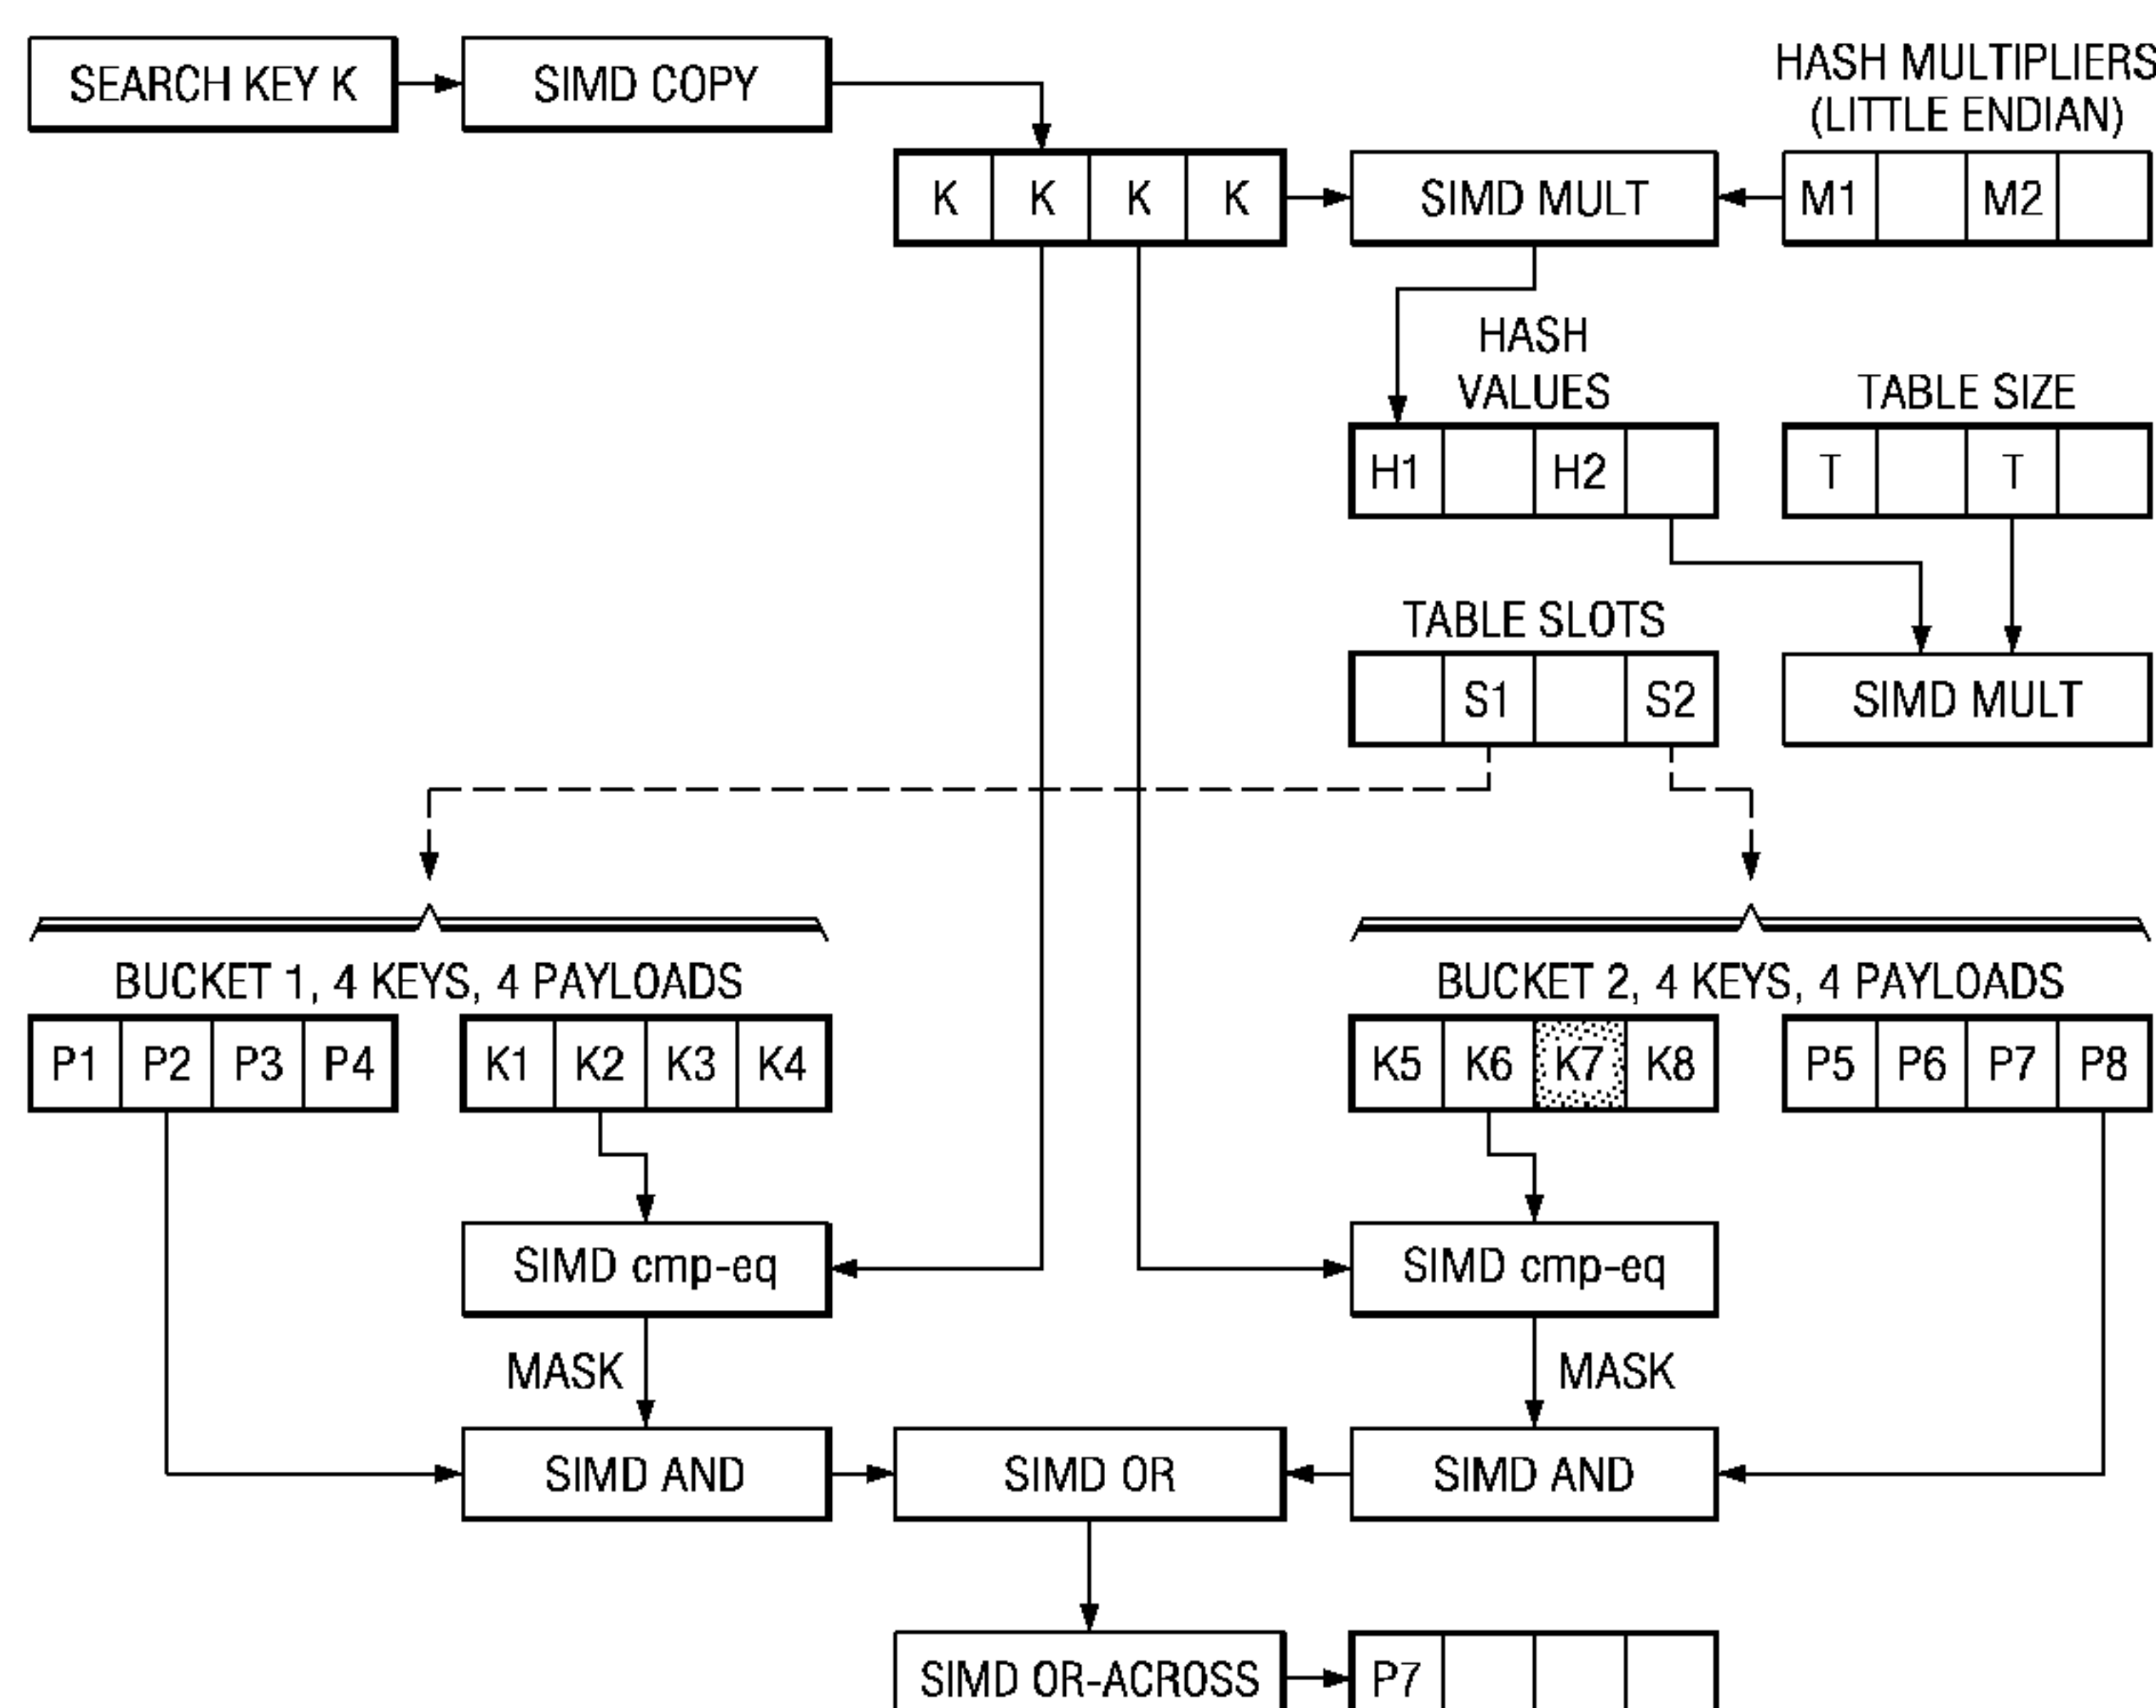 SEARCH KEY K
SIMD COPY
HASH MULTIPLIERS
(LITTLE ENDIAN)
K K K K
SIMD MULT
M1 M2
HASH
VALUES
TABLE SIZE
H1 H2
T T
TABLE SLOTS
S1 S2
SIMD MULT
BUCKET 1, 4 KEYS, 4 PAYLOADS
BUCKET 2, 4 KEYS, 4 PAYLOADS
P1 P2 P3 P4
K1 K2 K3 K4
K5 K6 K7 K8
P5 P6 P7 P8
SIMD cmp-eq
SIMD cmp-eq
MASK
MASK
SIMD AND
SIMD OR
SIMD AND
SIMD OR-ACROSS
P7